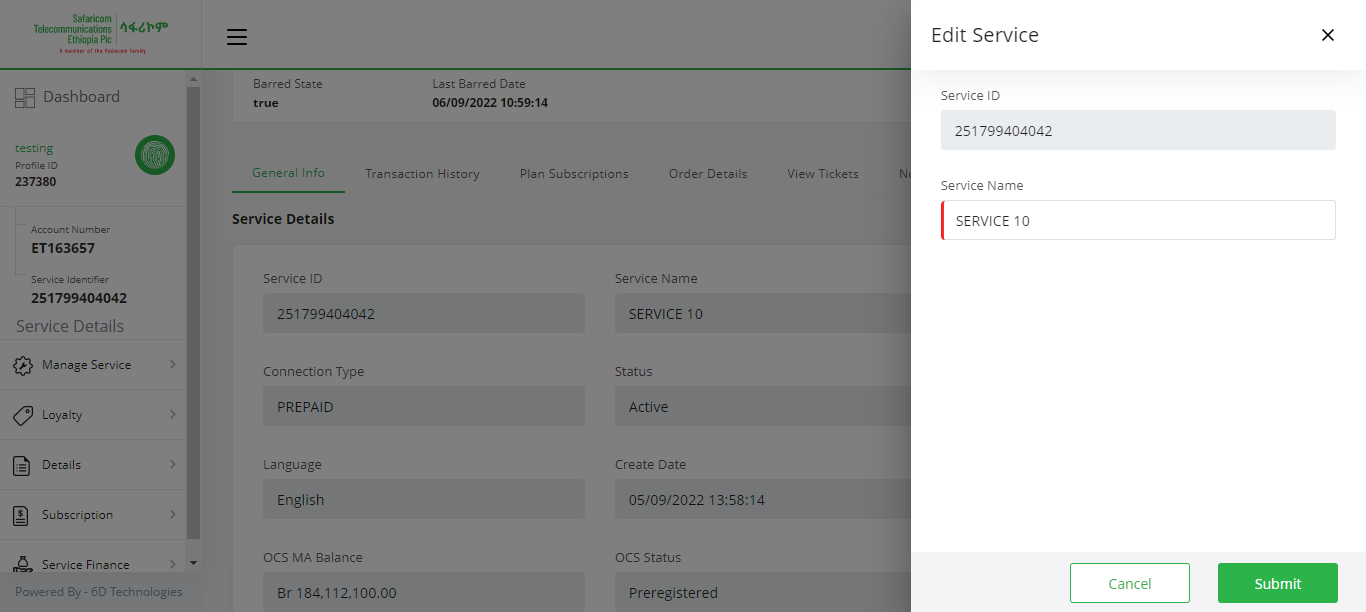 Safaricom
Telecommunications
Ethiopia Plc
ሳፋሪኮም
A member of the Vodacom family
Dashboard
testing
Profile ID
237380
Account Number
ET163657
Service Identifier
251799404042
Service Details
Manage Service
Loyalty
Details
Subscription
Service Finance
Powered By - 6D Technologies
Barred State
true
Last Barred Date
06/09/2022 10:59:14
General Info
Transaction History
Plan Subscriptions
Order Details
View Tickets
Service Details
Service ID
251799404042
Service Name
SERVICE 10
Connection Type
PREPAID
Status
Active
Language
English
Create Date
05/09/2022 13:58:14
OCS MA Balance
Br 184,112,100.00
OCS Status
Preregistered
Edit Service
Service ID
251799404042
Service Name
SERVICE 10
Cancel
Submit